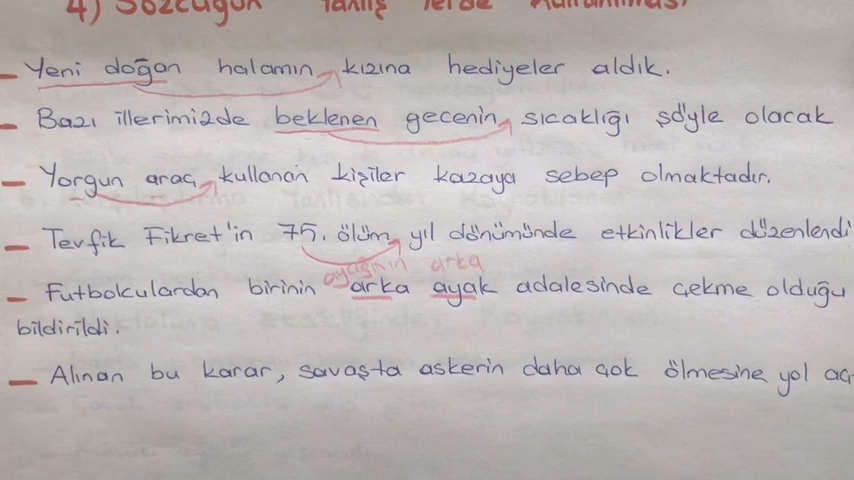 4) Sözcüğün Yanlış Yerde Kullanılması
- Yeni doğan halamın kızına hediyeler aldık.
- Bazı illerimizde beklenen gecenin sıcaklığı şöyle olacak
- Yorgun araç kullanan kişiler kazaya sebep olmaktadır.
- Tevfik Fikret'in 75. ölüm yıl dönümünde etkinlikler düzenlendi
ayağının arka
- Futbolculardan birinin arka ayak adalesinde çekme olduğu
bildirildi.
- Alınan bu karar, savaşta askerin daha çok ölmesine yol aç